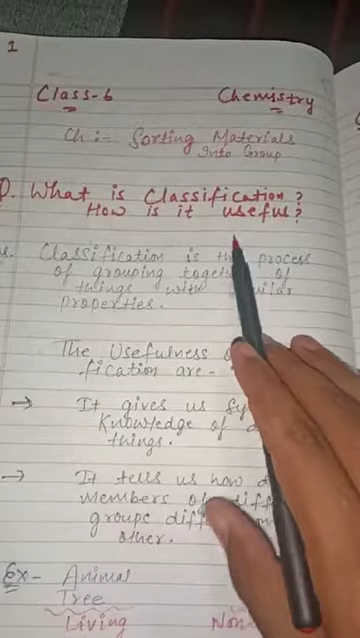 1
Class-6 Chemistry
Ch :- Sorting Materials
Into Group
Q. What is Classification?
How is it useful?
Classification is the process
of grouping together of
things with
properties.
The Usefulness
fication are -
→ It gives us
Knowledge of
things.
→ It tells us how
members of
groups
other.
Ex - Animal
Tree
Living Non-